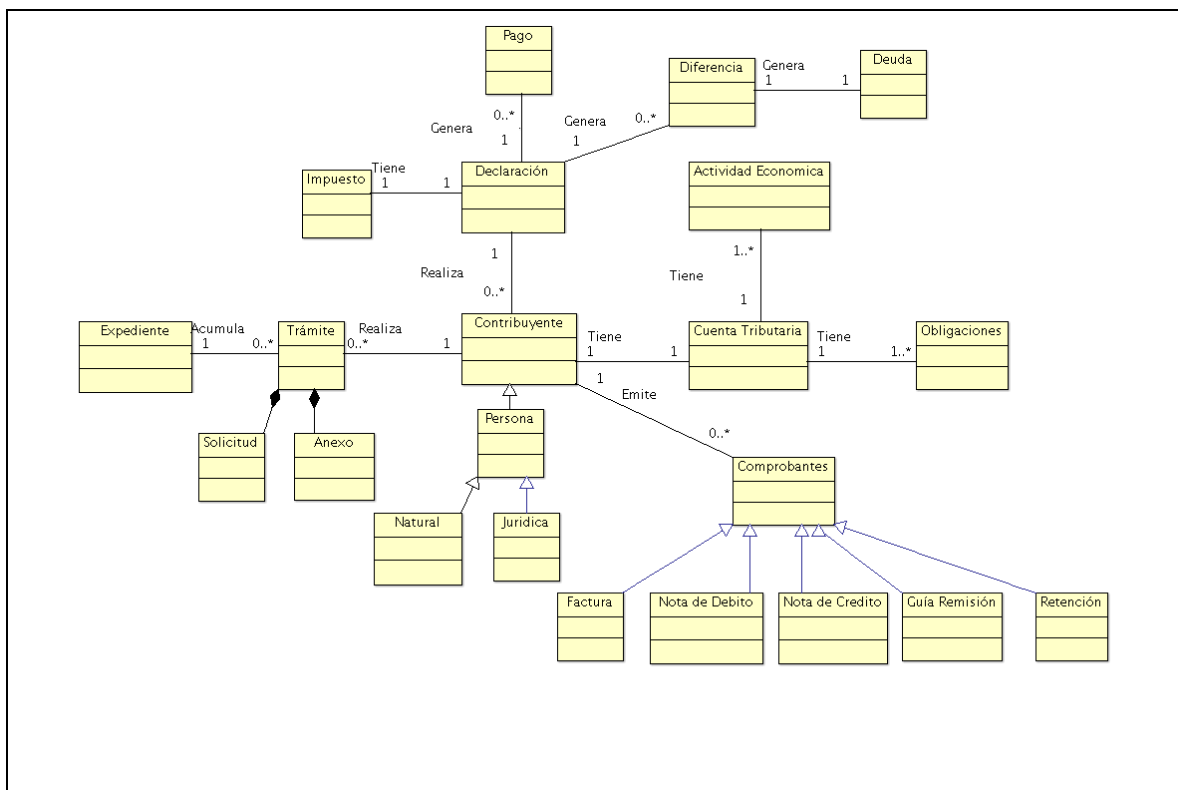 Pago
Diferencia
Genera
1
1
Deuda
0..*
Genera
1
Genera
1
0..*
Impuesto
Tiene
1
1
Declaración
Actividad Economica
1
Realiza
0..*
1..*
Tiene
1
Expediente
Acumula
1
0..*
Trámite
Realiza
0..*
1
Contribuyente
Tiene
1
1
Cuenta Tributaria
Tiene
1
1..*
Obligaciones
1
Emite
0..*
Solicitud
Anexo
Persona
Comprobantes
Natural
Juridica
Factura
Nota de Debito
Nota de Credito
Guía Remisión
Retención